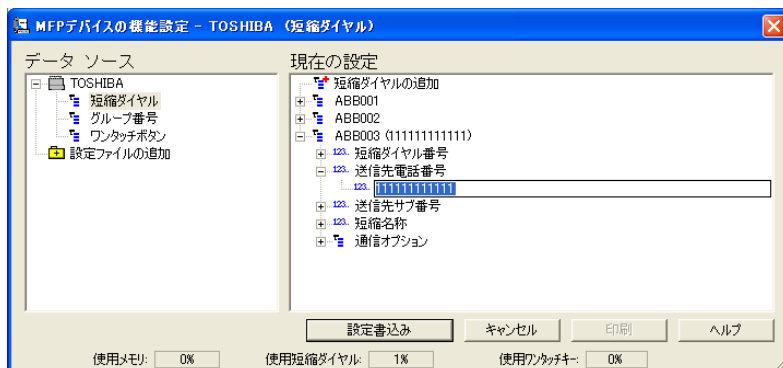 MFPデバイスの機能設定 - TOSHIBA （短縮ダイヤル）
データ ソース
TOSHIBA
短縮ダイヤル
グループ番号
ワンタッチボタン
設定ファイルの追加
現在の設定
短縮ダイヤルの追加
ABB001
ABB002
ABB003 (111111111111)
123.. 短縮ダイヤル番号
123.. 送信先電話番号
123.. 111111111111
123.. 送信先サブ番号
123.. 短縮名称
通信オプション
設定書込み キャンセル 印刷 ヘルプ
使用メモリ: 0% 使用短縮ダイヤル: 1% 使用ワンタッチキー: 0%